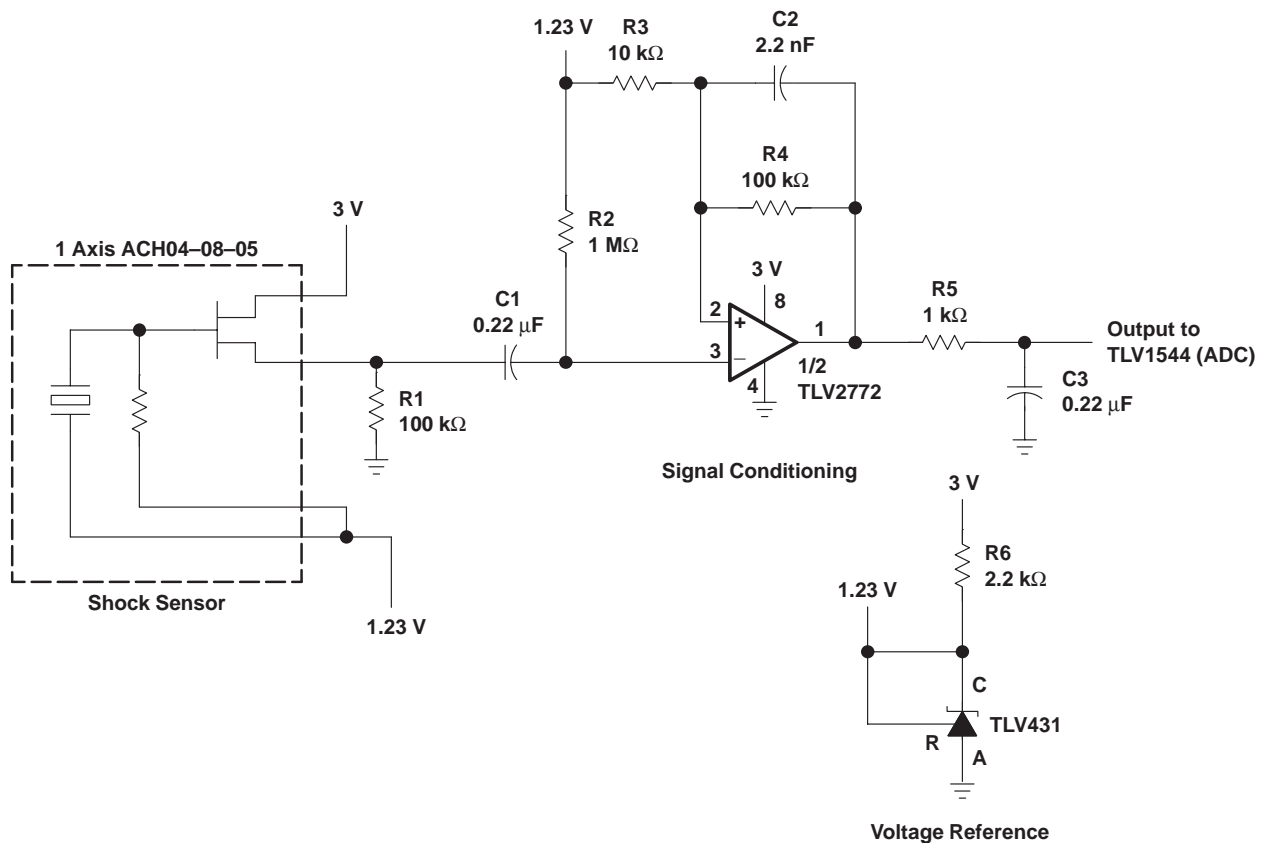 C2
2.2 nF
1.23 V
R3
10 kΩ
R4
100 kΩ
3 V
R2
1 MΩ
1 Axis ACH04–08–05
3 V
8
C1
0.22 μF
2
+
1
R5
1 kΩ
Output to
TLV1544 (ADC)
3
–
1/2
TLV2772
4
R1
100 kΩ
C3
0.22 μF
Signal Conditioning
3 V
R6
2.2 kΩ
1.23 V
Shock Sensor
1.23 V
C
TLV431
R
A
Voltage Reference